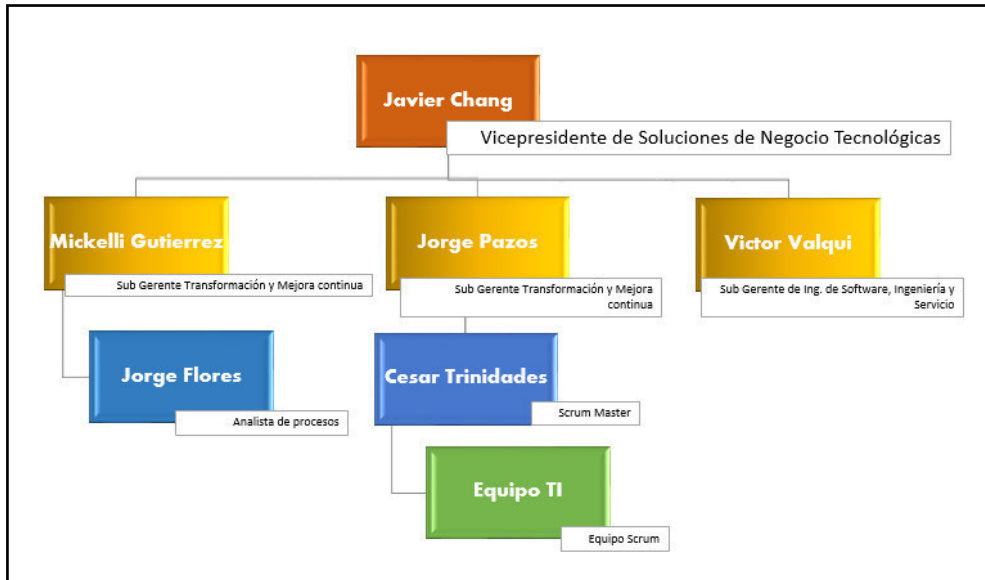 Javier Chang
Vicepresidente de Soluciones de Negocio Tecnológicas
Mickelli Gutierrez
Sub Gerente Transformación y Mejora continua
Jorge Pazos
Sub Gerente Transformación y Mejora
continua
Victor Valqui
Sub Gerente de Ing. de Software, Ingeniería y
Servicio
Jorge Flores
Analista de procesos
Cesar Trinidades
Scrum Master
Equipo TI
Equipo Scrum